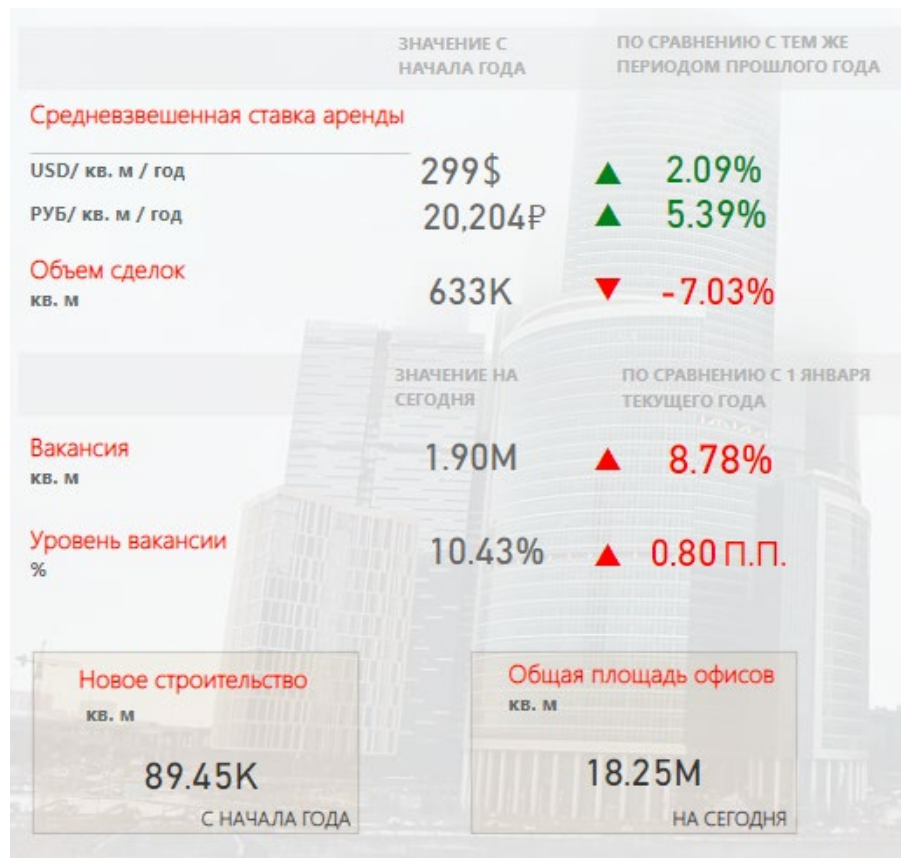 ЗНАЧЕНИЕ С
НАЧАЛА ГОДА
ПО СРАВНЕНИЮ С ТЕМ ЖЕ
ПЕРИОДОМ ПРОШЛОГО ГОДА
Средневзвешенная ставка аренды
USD/ кв. м / год 299$ ▲ 2.09%
РУБ/ кв. м / год 20,204₽ ▲ 5.39%
Объем сделок
кв. м
633K ▼ -7.03%
ЗНАЧЕНИЕ НА
СЕГОДНЯ
ПО СРАВНЕНИЮ С 1 ЯНВАРЯ
ТЕКУЩЕГО ГОДА
Вакансия
кв. м
1.90M ▲ 8.78%
Уровень вакансии
%
10.43% ▲ 0.80 П.П.
Новое строительство
кв. м
89.45K
С НАЧАЛА ГОДА
Общая площадь офисов
кв. м
18.25M
НА СЕГОДНЯ